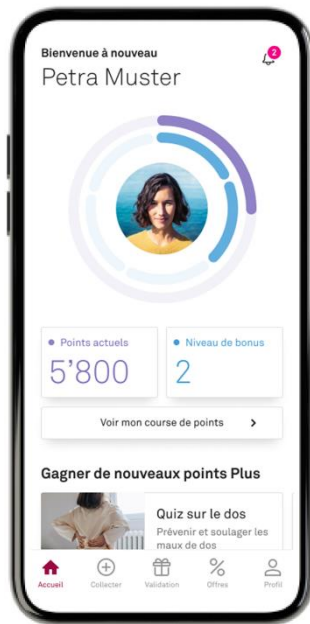 Bienvenue à nouveau
2
Petra Muster
Points actuels
Niveau de bonus
5'800
2
Voir mon course de points
Gagner de nouveaux points Plus
Quiz sur le dos
Prévenir et soulager les
maux de dos
Accueil
Collecter
Validation
Offres
Profil